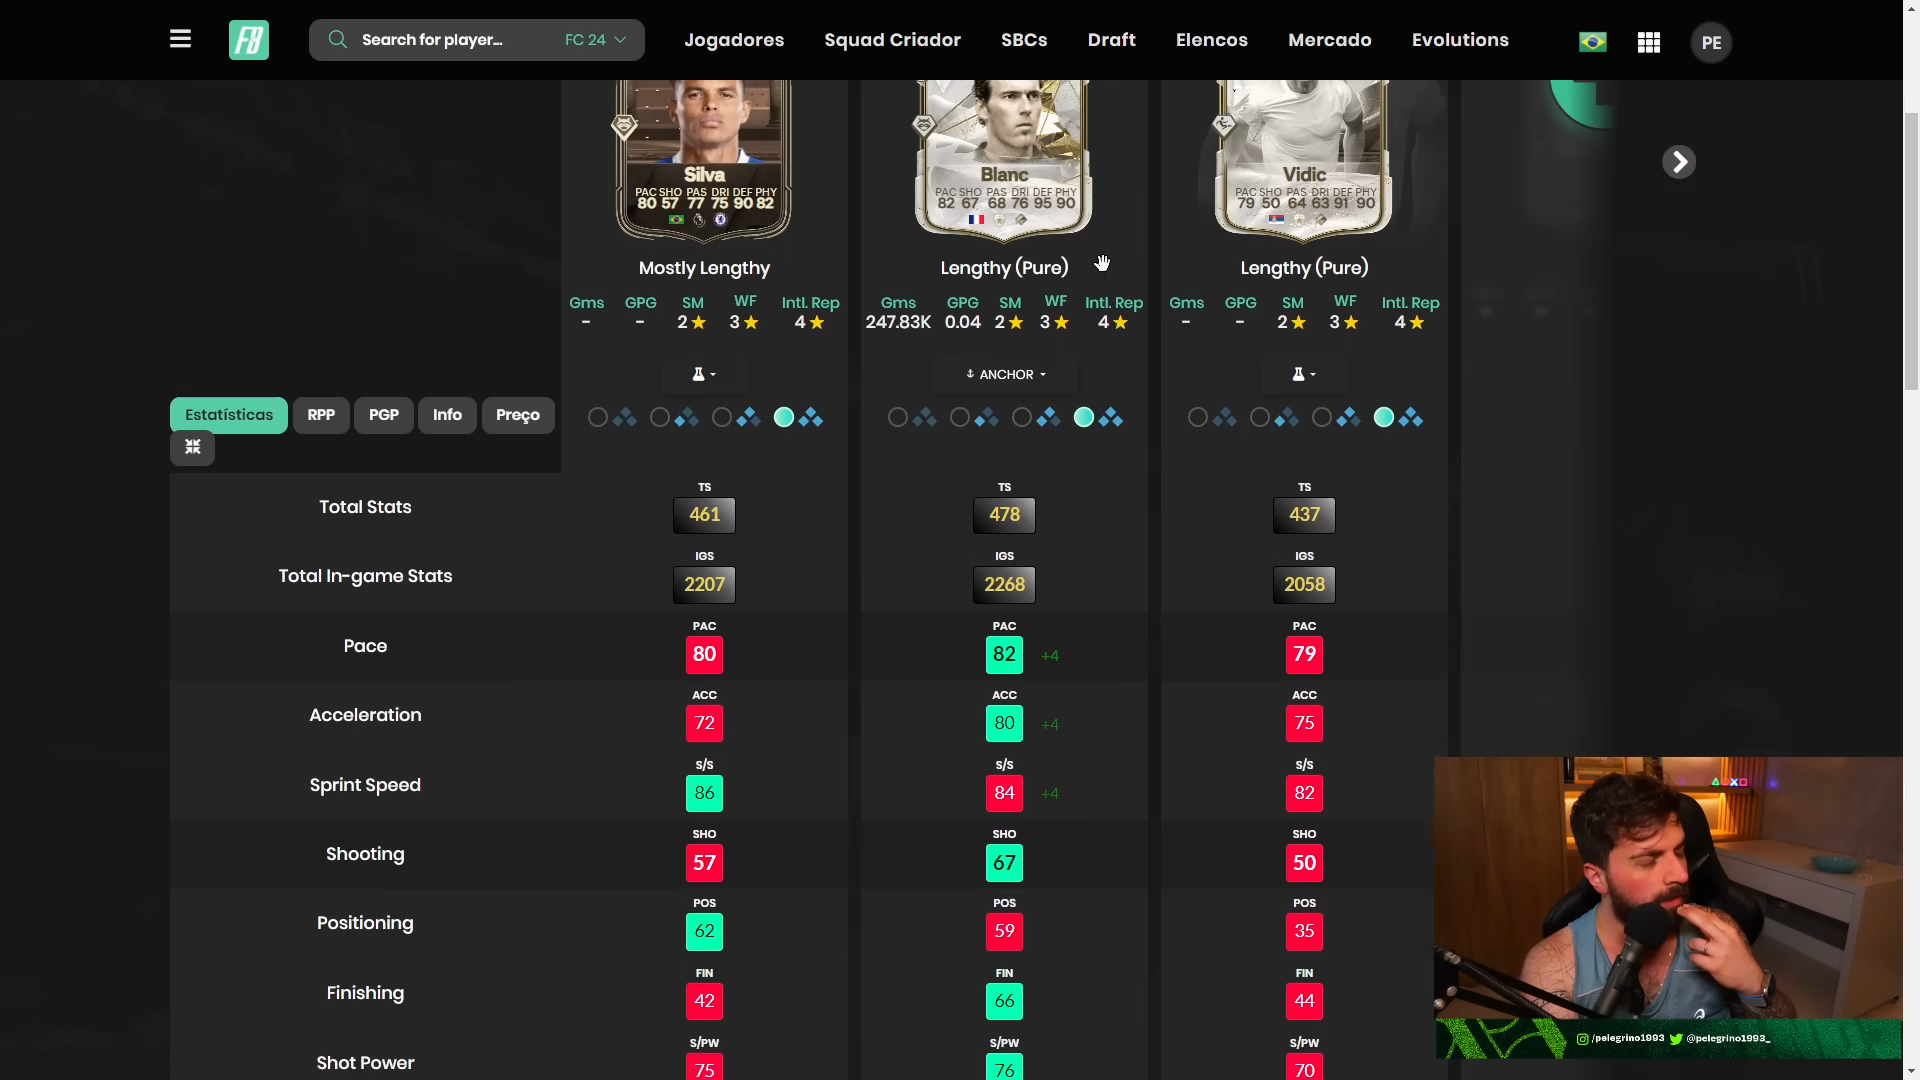 FB
Search for player...
FC 24
Jogadores
Squad Criador
SBCs
Draft
Elencos
Mercado
Evolutions
PE
Silva
PAC SHO PAS DRI DEF PHY
80 57 77 75 90 82
Blanc
PAC SHO PAS DRI DEF PHY
82 67 68 76 95 90
Vidic
PAC SHO PAS DRI DEF PHY
79 50 64 63 91 90
Mostly Lengthy
Lengthy (Pure)
Lengthy (Pure)
Gms GPG SM WF Intl. Rep
- - 2 3 4
Gms GPG SM WF Intl. Rep
247.83K 0.04 2 3 4
Gms GPG SM WF Intl. Rep
- - 2 3 4
ANCHOR
Estatísticas
RPP
PGP
Info
Preço
TS TS TS
Total Stats 461 478 437
IGS IGS IGS
Total In-game Stats 2207 2268 2058
PAC PAC PAC
Pace 80 82 +4 79
ACC ACC ACC
Acceleration 72 80 +4 75
S/S S/S S/S
Sprint Speed 86 84 +4 82
SHO SHO SHO
Shooting 57 67 50
POS POS POS
Positioning 62 59 35
FIN FIN FIN
Finishing 42 66 44
S/PW S/PW S/PW
Shot Power 75 76 70
/pelegrino1993 @pelegrino1993_